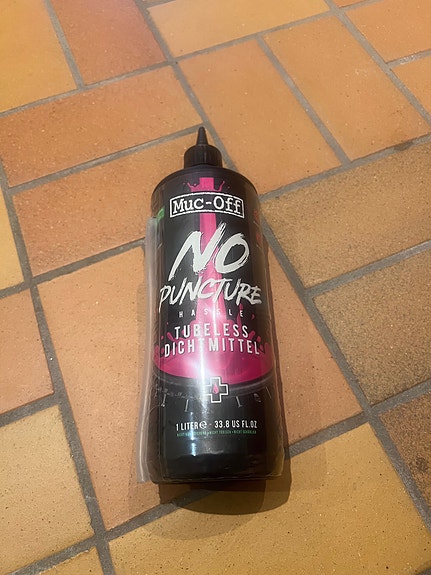 Muc-Off
NO
PUNCTURE
HASSLE
TUBELESS
DICHTMITTEL
1 LITER℮ - 33.8 US FL.OZ